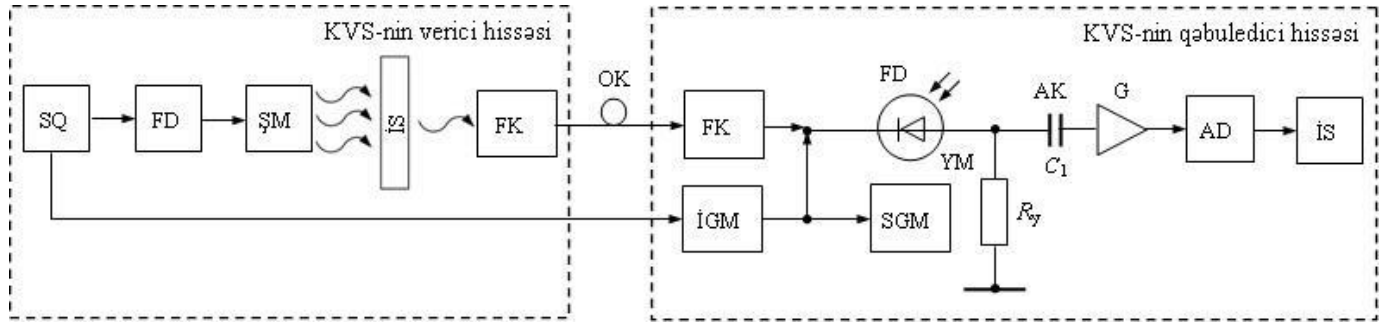 KVS-nin verici hissəsi
SQ
FD
ŞM
İS
FK
OK
KVS-nin qəbuledici hissəsi
FK
FD
YM
AK
C1
G
AD
İS
İGM
SGM
Ry